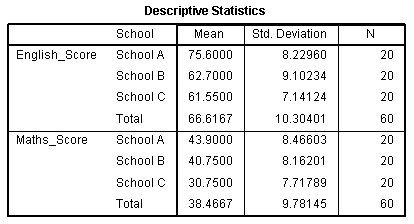 Descriptive Statistics
School Mean Std. Deviation N
English_Score School A 75.6000 8.22960 20
School B 62.7000 9.10234 20
School C 61.5500 7.14124 20
Total 66.6167 10.30401 60
Maths_Score School A 43.9000 8.46603 20
School B 40.7500 8.16201 20
School C 30.7500 7.71789 20
Total 38.4667 9.78145 60